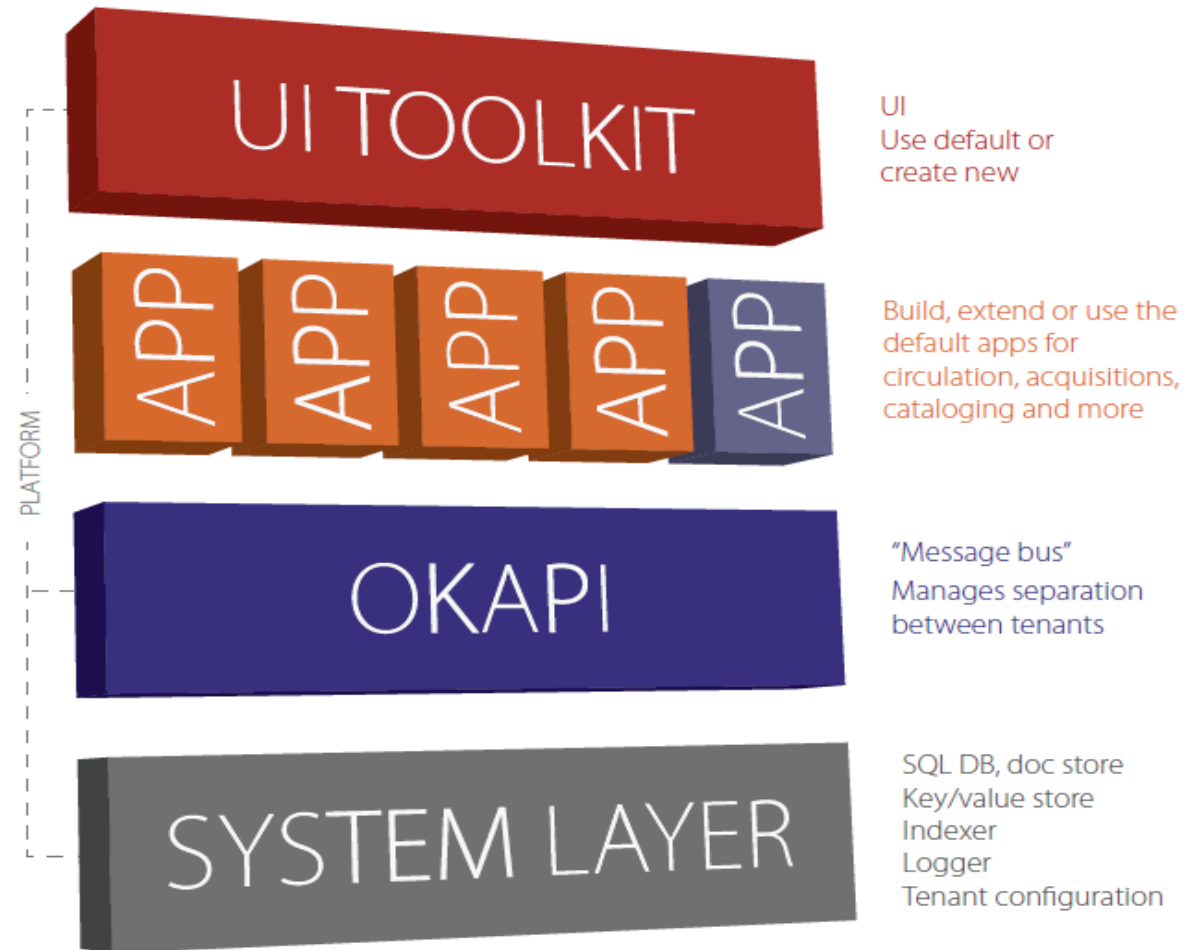 UI TOOLKIT
UI
Use default or
create new
APP
APP
APP
APP
APP
Build, extend or use the
default apps for
circulation, acquisitions,
cataloging and more
PLATFORM
OKAPI
“Message bus”
Manages separation
between tenants
SYSTEM LAYER
SQL DB, doc store
Key/value store
Indexer
Logger
Tenant configuration